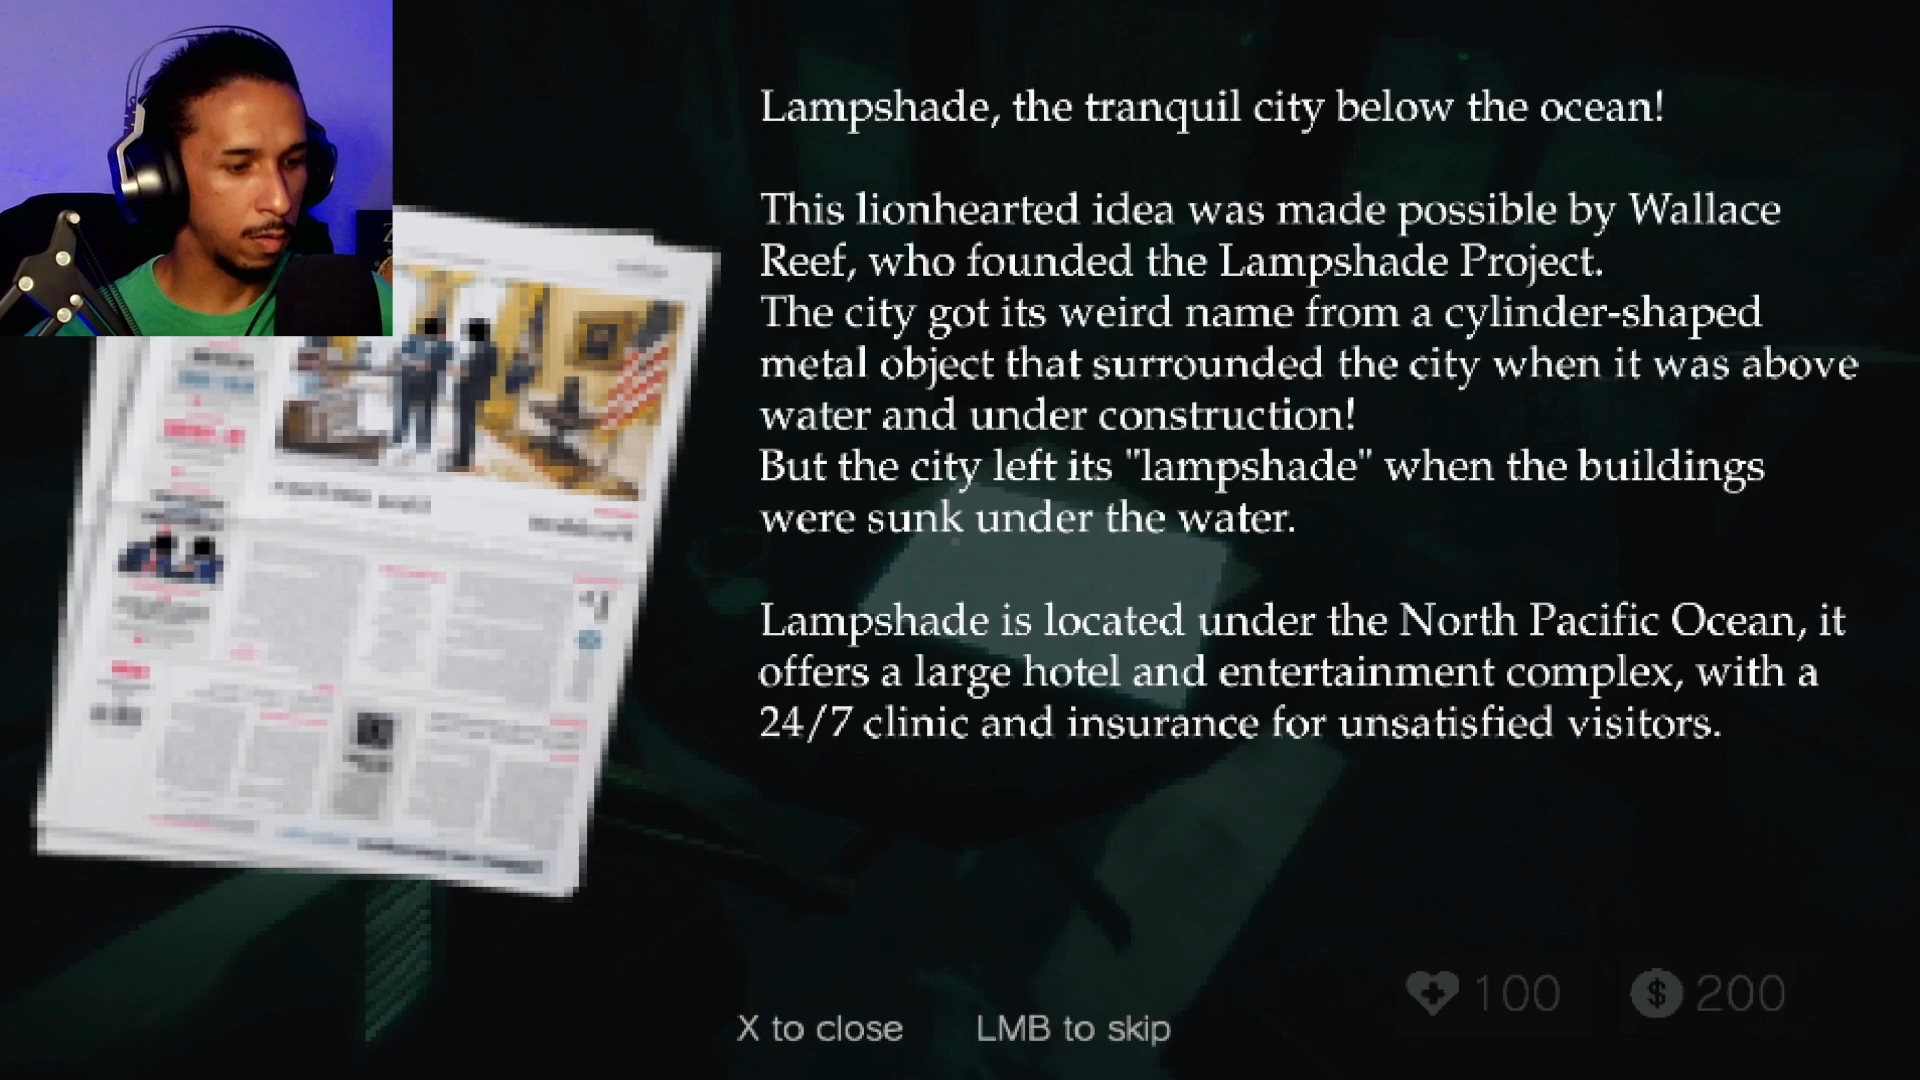 Lampshade, the tranquil city below the ocean!
This lionhearted idea was made possible by Wallace
Reef, who founded the Lampshade Project.
The city got its weird name from a cylinder-shaped
metal object that surrounded the city when it was above
water and under construction!
But the city left its "lampshade" when the buildings
were sunk under the water.
Lampshade is located under the North Pacific Ocean, it
offers a large hotel and entertainment complex, with a
24/7 clinic and insurance for unsatisfied visitors.
100
$ 200
X to close
LMB to skip